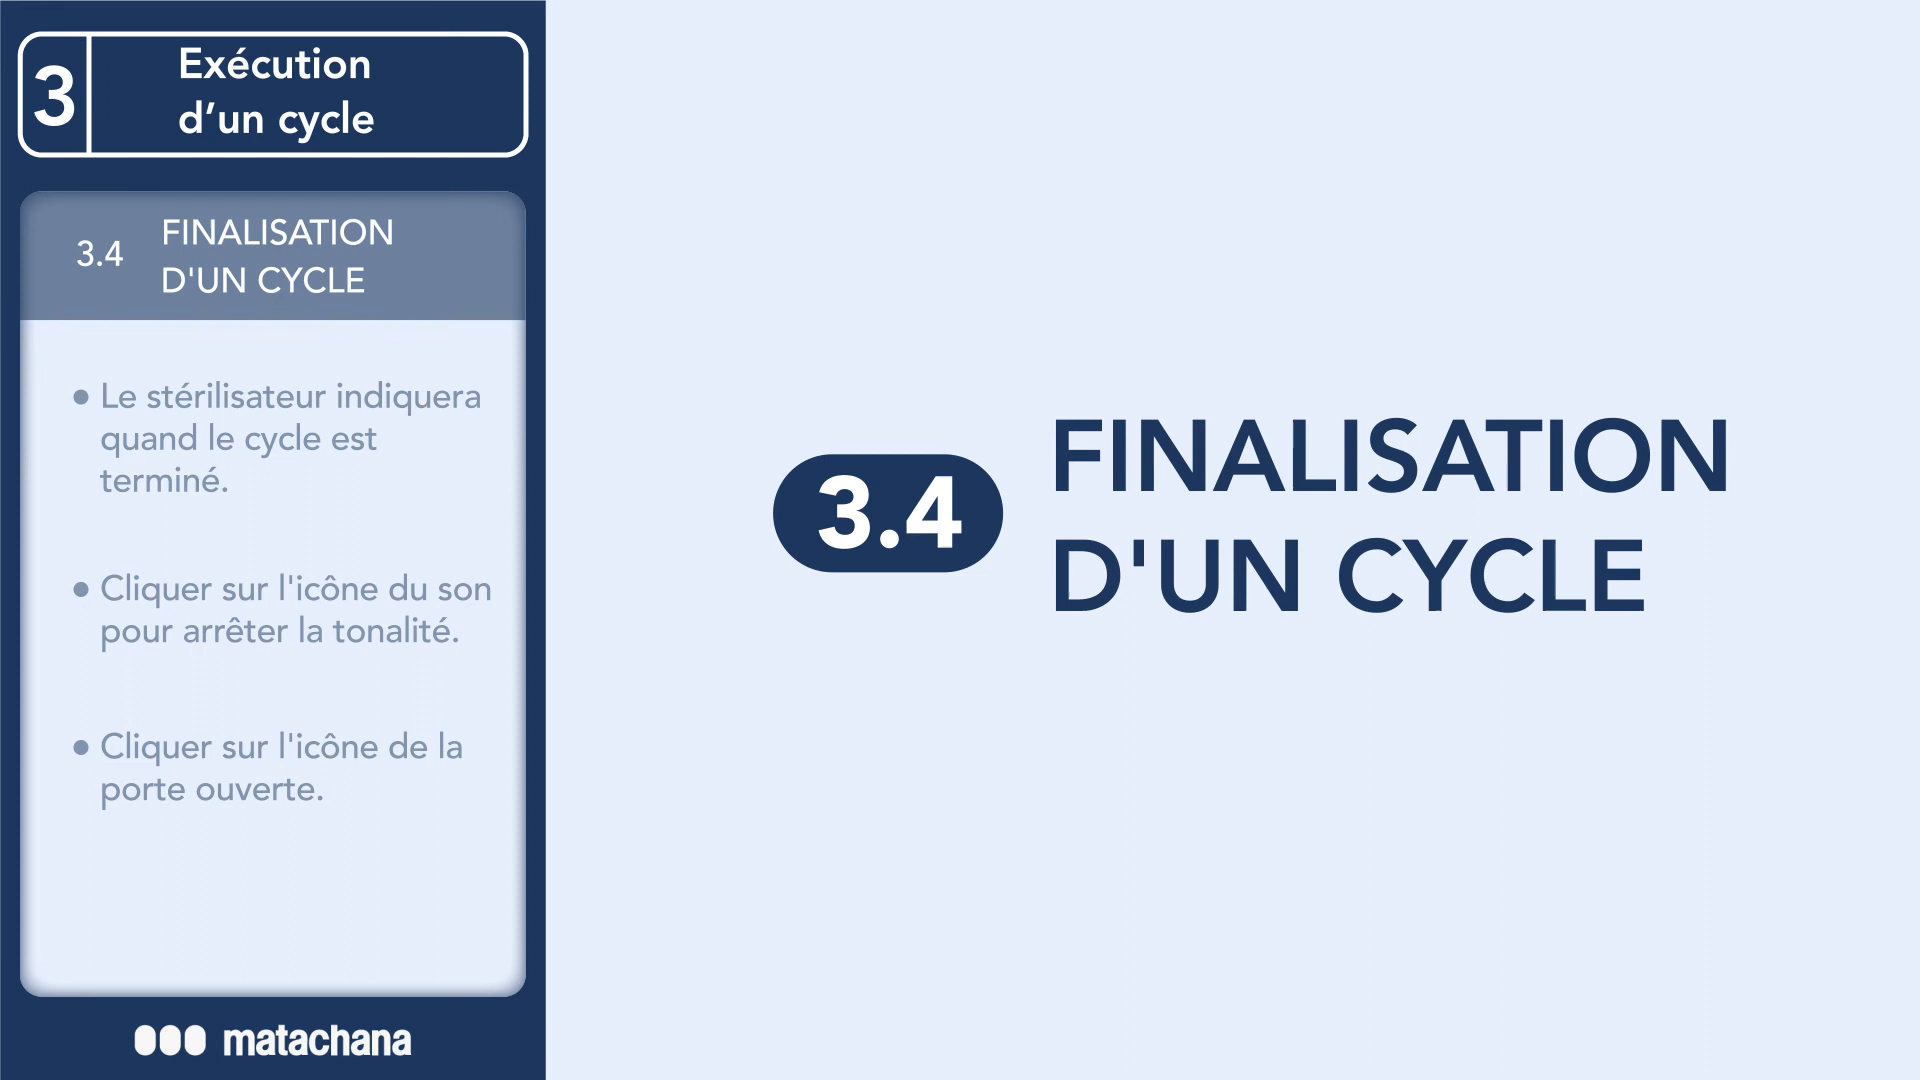 3
Exécution
d’un cycle
3.4
FINALISATION
D'UN CYCLE
● Le stérilisateur indiquera
quand le cycle est
terminé.
● Cliquer sur l'icône du son
pour arrêter la tonalité.
● Cliquer sur l'icône de la
porte ouverte.
matachana
3.4
FINALISATION
D'UN CYCLE